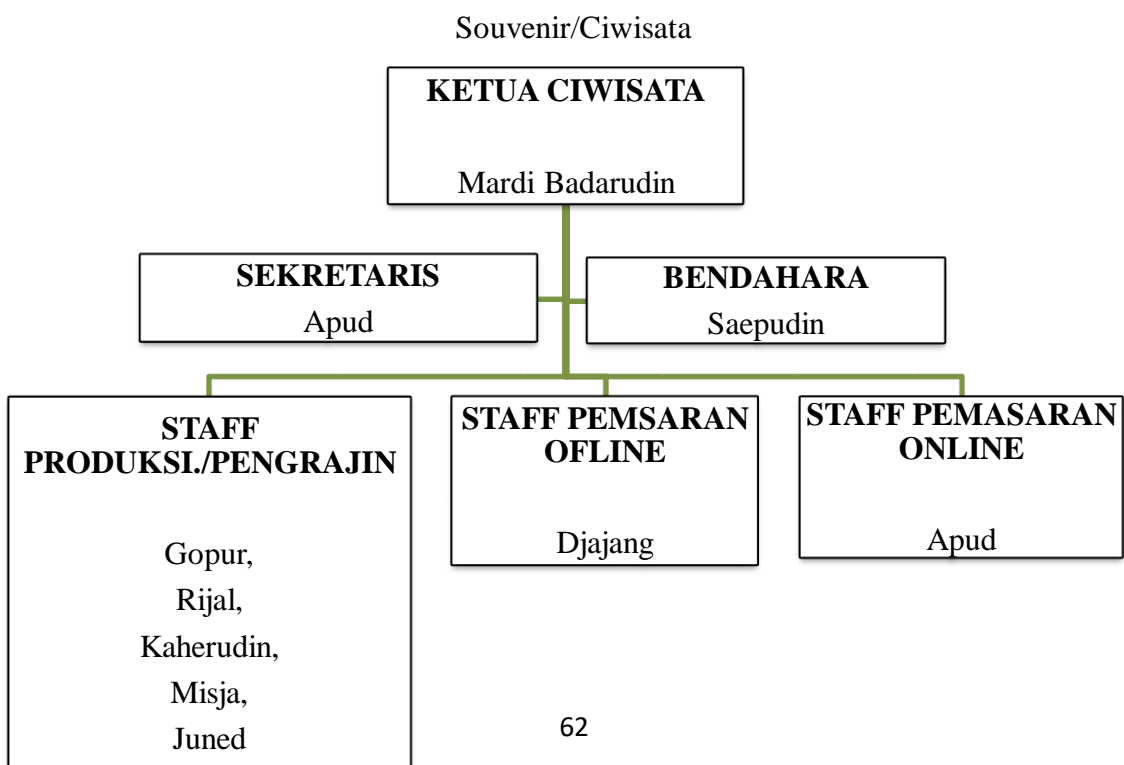 Souvenir/Ciwisata
KETUA CIWISATA
Mardi Badarudin
SEKRETARIS
Apud
BENDAHARA
Saepudin
STAFF
PRODUKSI./PENGRAJIN
Gopur,
Rijal,
Kaherudin,
Misja,
Juned
STAFF PEMSARAN
OFLINE
Djajang
STAFF PEMASARAN
ONLINE
Apud
62